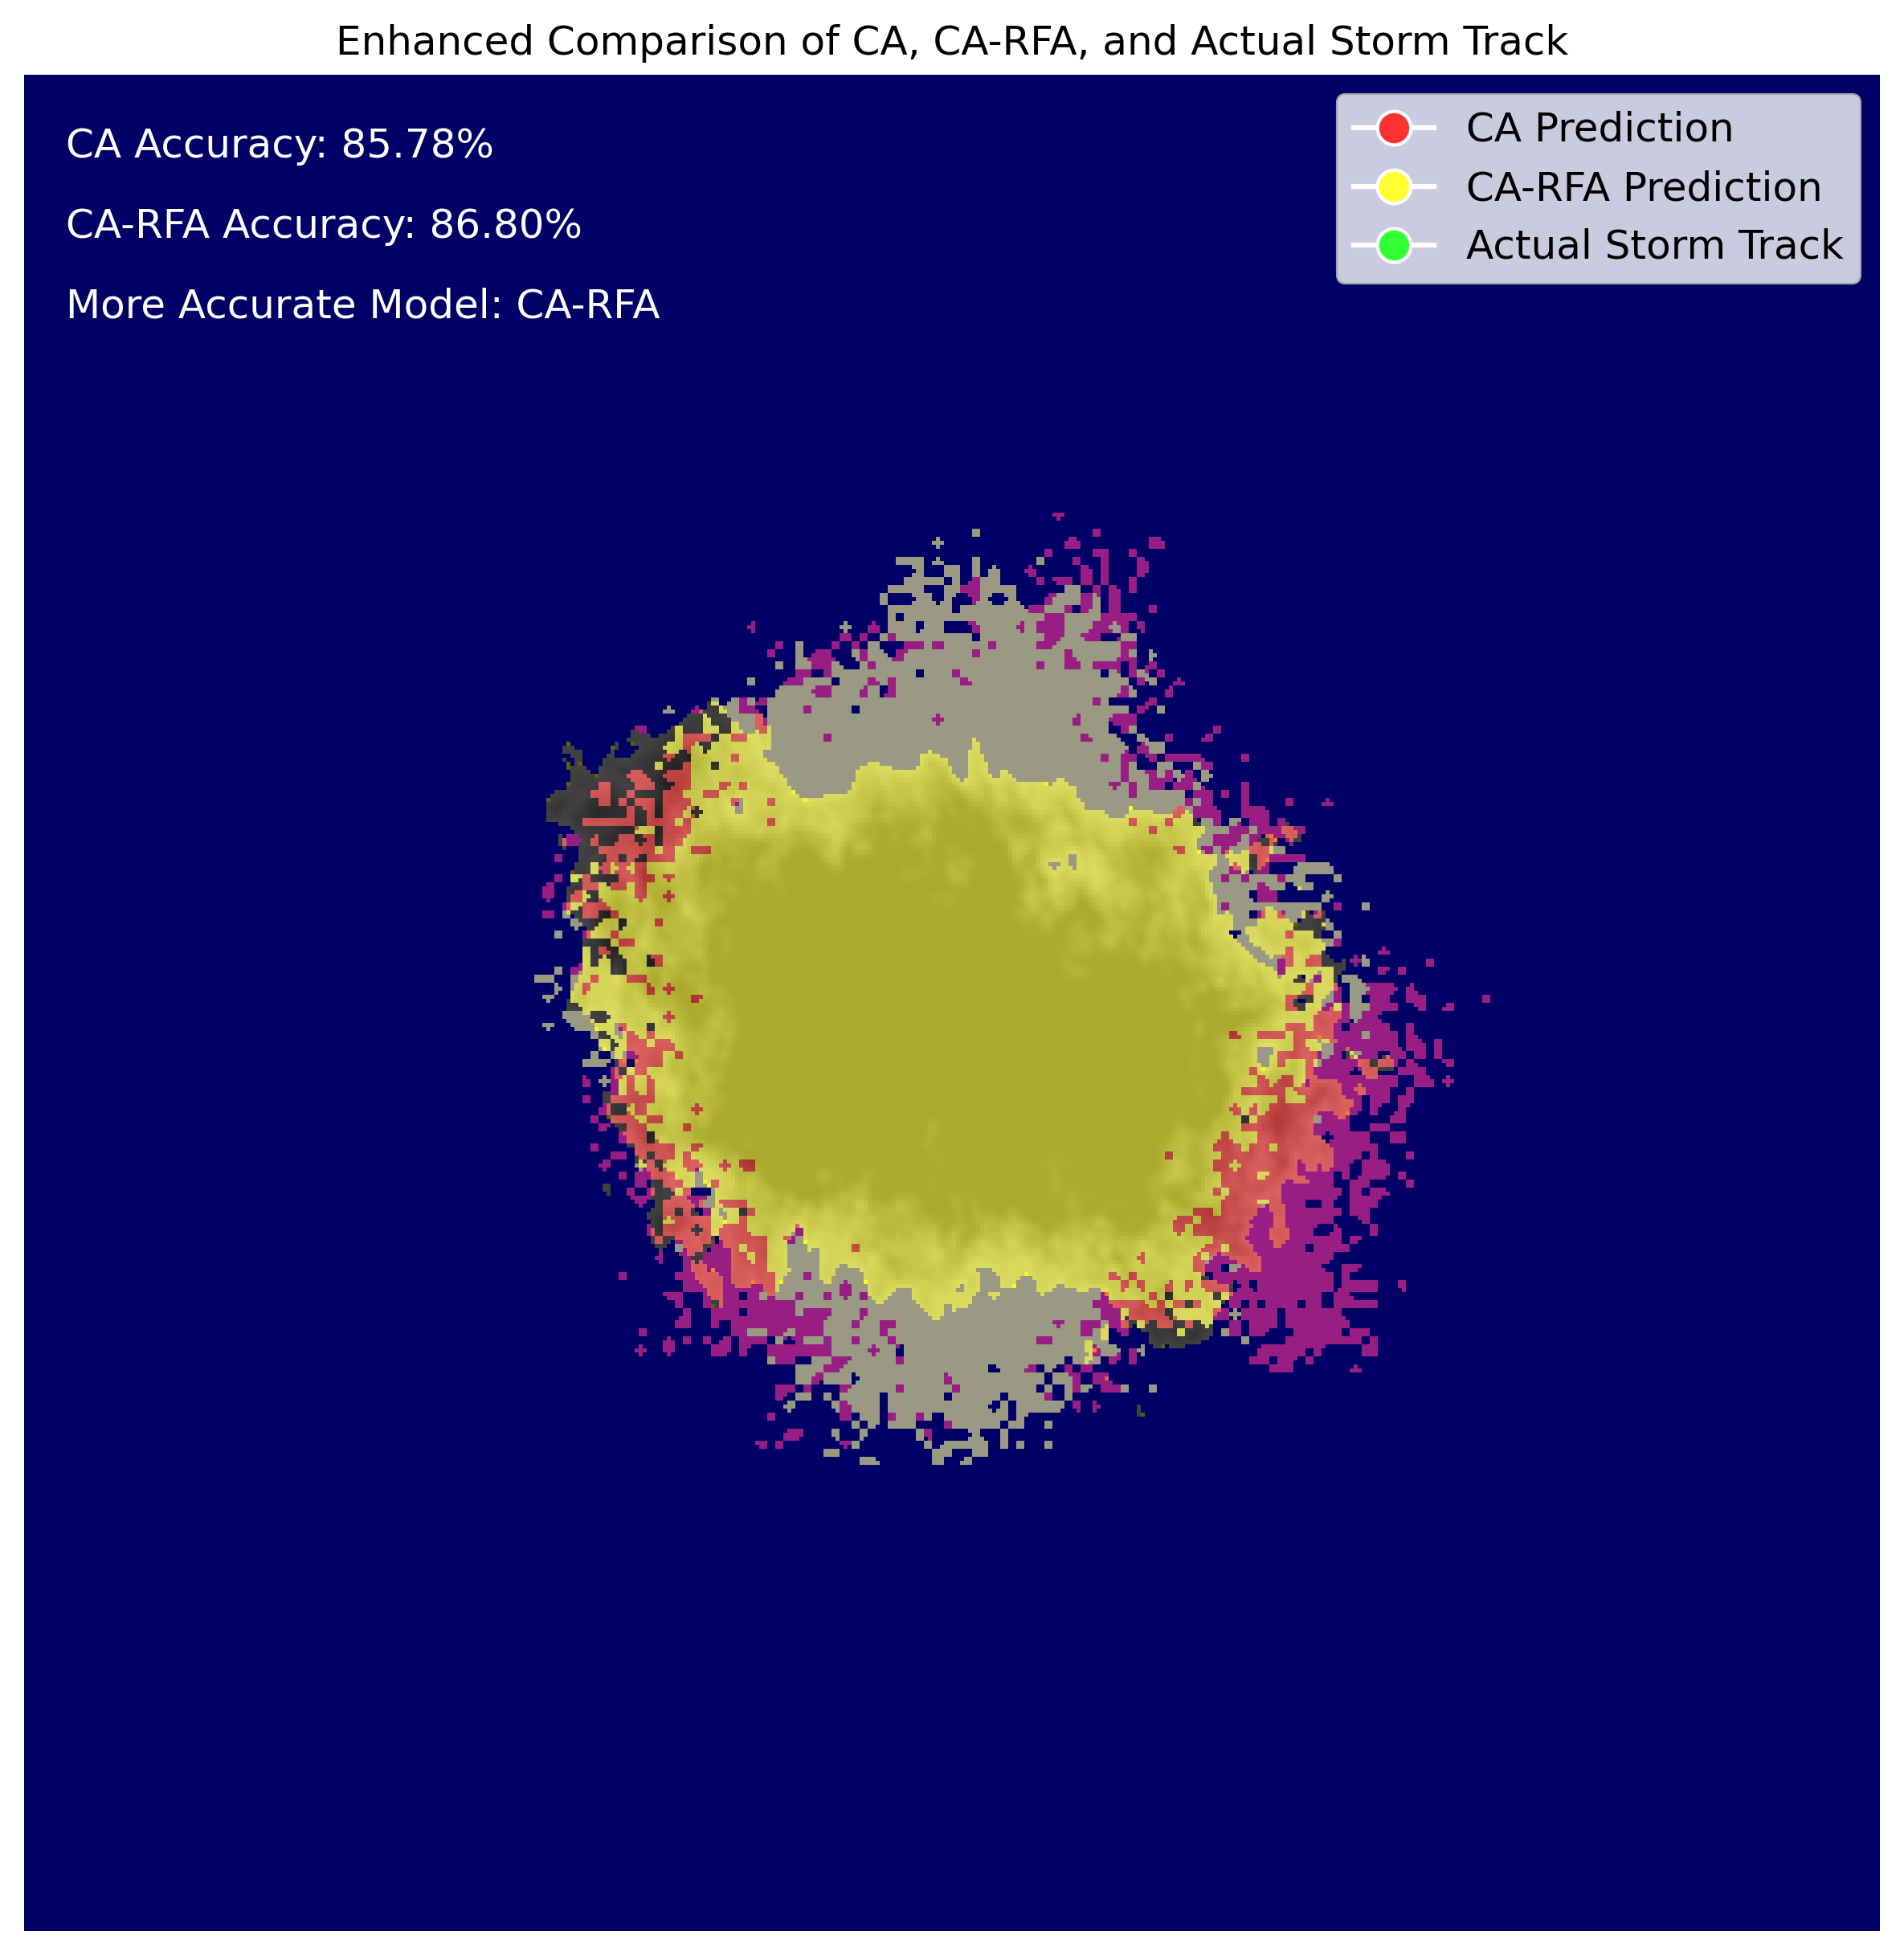 Enhanced Comparison of CA, CA-RFA, and Actual Storm Track
CA Accuracy: 85.78%
CA-RFA Accuracy: 86.80%
More Accurate Model: CA-RFA
CA Prediction
CA-RFA Prediction
Actual Storm Track